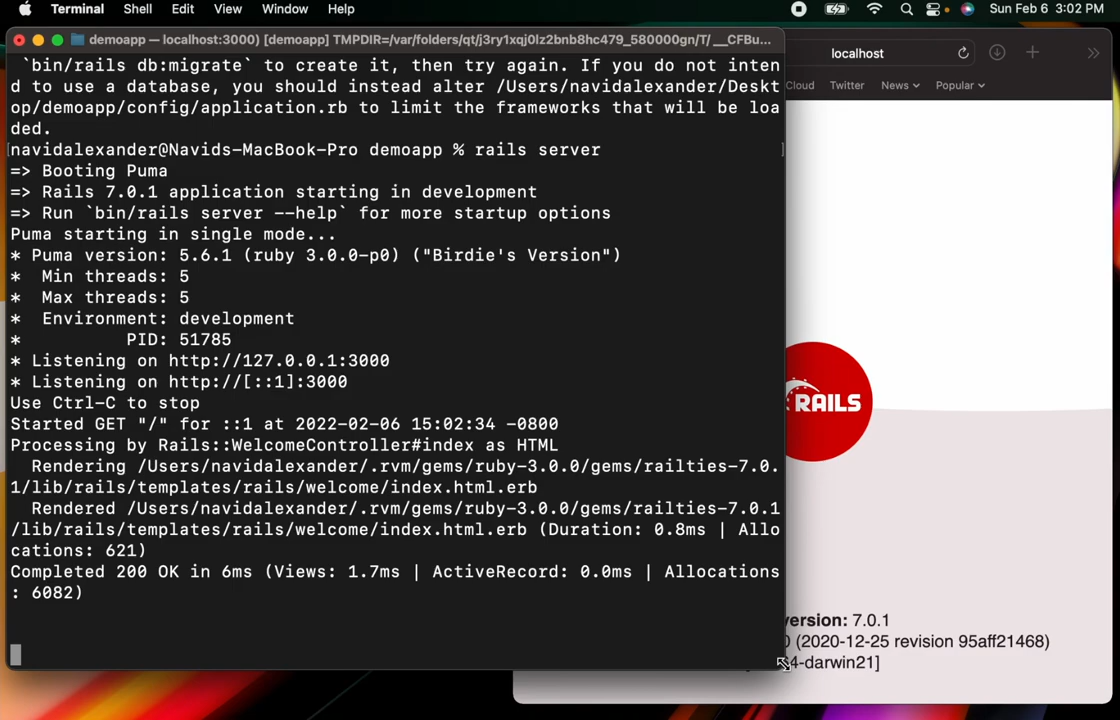 Terminal Shell Edit View Window Help Sun Feb 6 3:02 PM
demoapp — localhost:3000) [demoapp] TMPDIR=/var/folders/qt/j3ry1xqj0lz2bnb8hc479_580000gn/T/ __CFBu...
localhost
Cloud Twitter News Popular
`bin/rails db:migrate` to create it, then try again. If you do not inten
d to use a database, you should instead alter /Users/navidalexander/Deskt
op/demoapp/config/application.rb to limit the frameworks that will be loa
ded.
[navidalexander@Navids-MacBook-Pro demoapp % rails server ]
=> Booting Puma
=> Rails 7.0.1 application starting in development
=> Run `bin/rails server --help` for more startup options
Puma starting in single mode...
* Puma version: 5.6.1 (ruby 3.0.0-p0) ("Birdie's Version")
* Min threads: 5
* Max threads: 5
* Environment: development
* PID: 51785
* Listening on http://127.0.0.1:3000
* Listening on http://[::1]:3000
Use Ctrl-C to stop
Started GET "/" for ::1 at 2022-02-06 15:02:34 -0800
Processing by Rails::WelcomeController#index as HTML
Rendering /Users/navidalexander/.rvm/gems/ruby-3.0.0/gems/railties-7.0.
1/lib/rails/templates/rails/welcome/index.html.erb
Rendered /Users/navidalexander/.rvm/gems/ruby-3.0.0/gems/railties-7.0.1
/lib/rails/templates/rails/welcome/index.html.erb (Duration: 0.8ms | Allo
cations: 621)
Completed 200 OK in 6ms (Views: 1.7ms | ActiveRecord: 0.0ms | Allocations
: 6082)
RAILS
version: 7.0.1
0 (2020-12-25 revision 95aff21468)
4-darwin21]